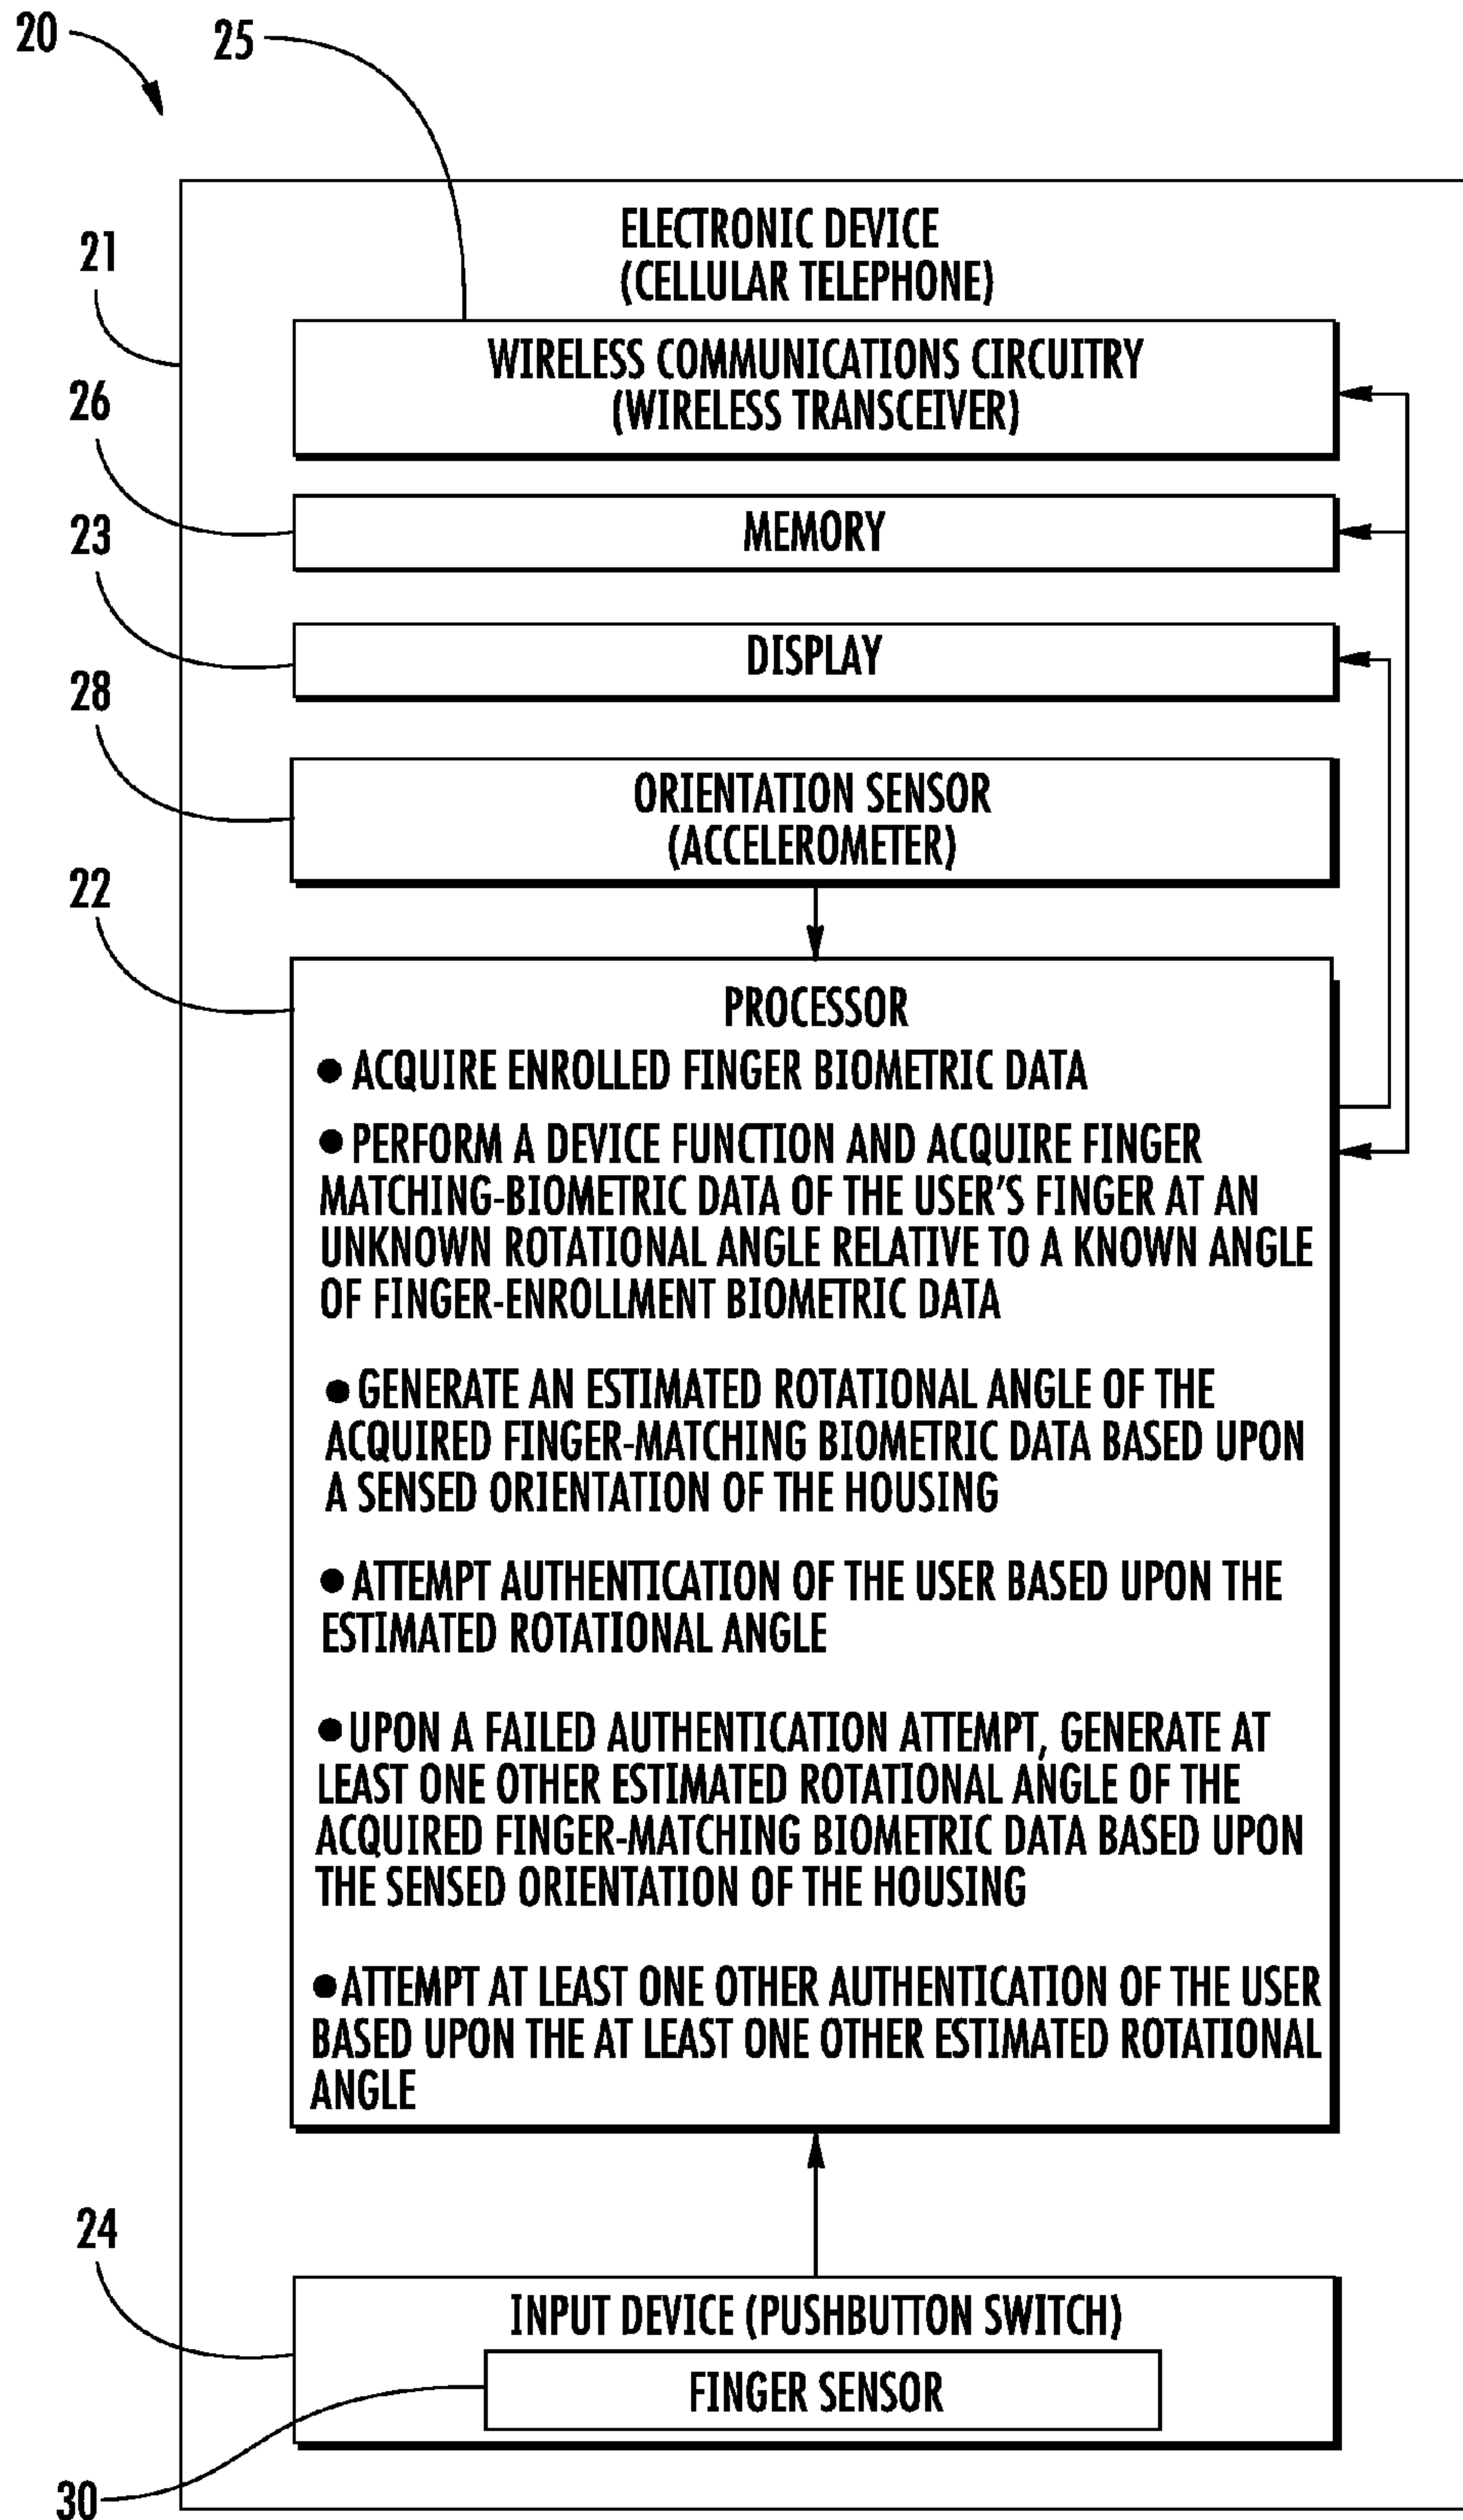 20
25
ELECTRONIC DEVICE
(CELLULAR TELEPHONE)
21
WIRELESS COMMUNICATIONS CIRCUITRY
(WIRELESS TRANSCEIVER)
26
MEMORY
23
DISPLAY
28
ORIENTATION SENSOR
(ACCELEROMETER)
22
PROCESSOR
● ACQUIRE ENROLLED FINGER BIOMETRIC DATA
● PERFORM A DEVICE FUNCTION AND ACQUIRE FINGER
MATCHING-BIOMETRIC DATA OF THE USER'S FINGER AT AN
UNKNOWN ROTATIONAL ANGLE RELATIVE TO A KNOWN ANGLE
OF FINGER-ENROLLMENT BIOMETRIC DATA
● GENERATE AN ESTIMATED ROTATIONAL ANGLE OF THE
ACQUIRED FINGER-MATCHING BIOMETRIC DATA BASED UPON
A SENSED ORIENTATION OF THE HOUSING
● ATTEMPT AUTHENTICATION OF THE USER BASED UPON THE
ESTIMATED ROTATIONAL ANGLE
● UPON A FAILED AUTHENTICATION ATTEMPT, GENERATE AT
LEAST ONE OTHER ESTIMATED ROTATIONAL ANGLE OF THE
ACQUIRED FINGER-MATCHING BIOMETRIC DATA BASED UPON
THE SENSED ORIENTATION OF THE HOUSING
● ATTEMPT AT LEAST ONE OTHER AUTHENTICATION OF THE USER
BASED UPON THE AT LEAST ONE OTHER ESTIMATED ROTATIONAL
ANGLE
24
INPUT DEVICE (PUSHBUTTON SWITCH)
FINGER SENSOR
30